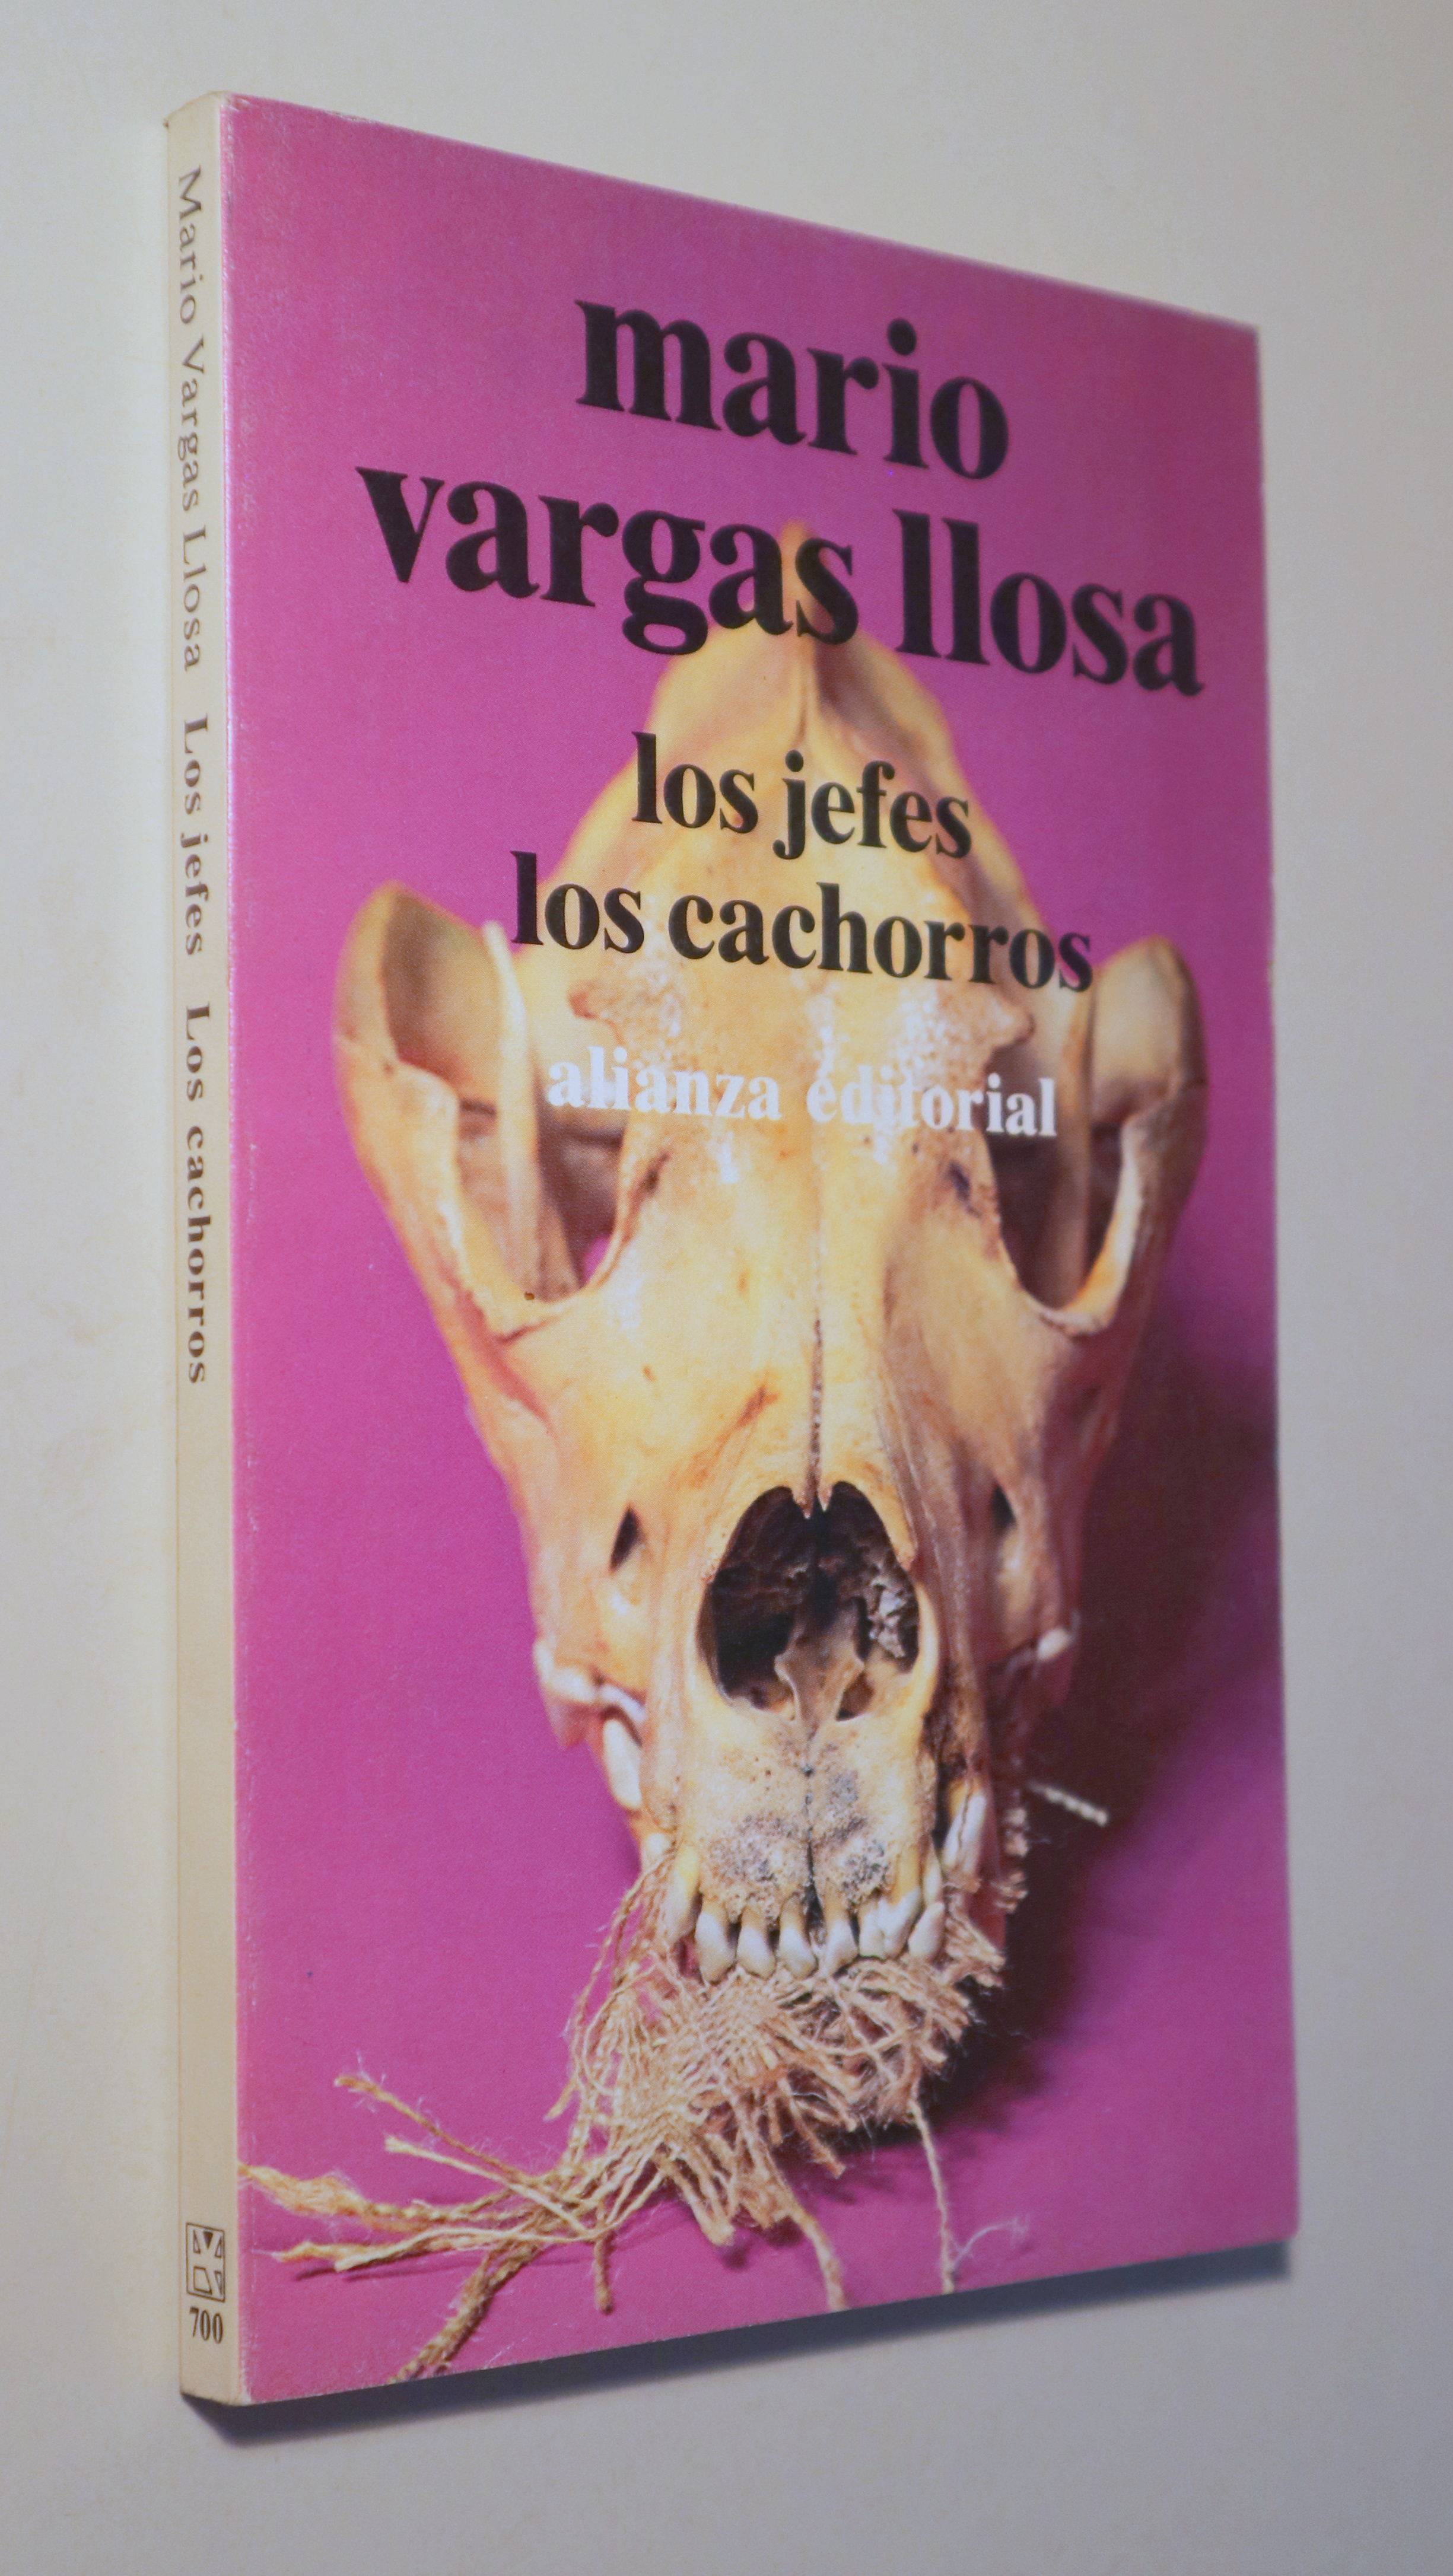 Mario Vargas Llosa Los jefes Los cachorros
700
mario
vargas llosa
los jefes
los cachorros
alianza editorial